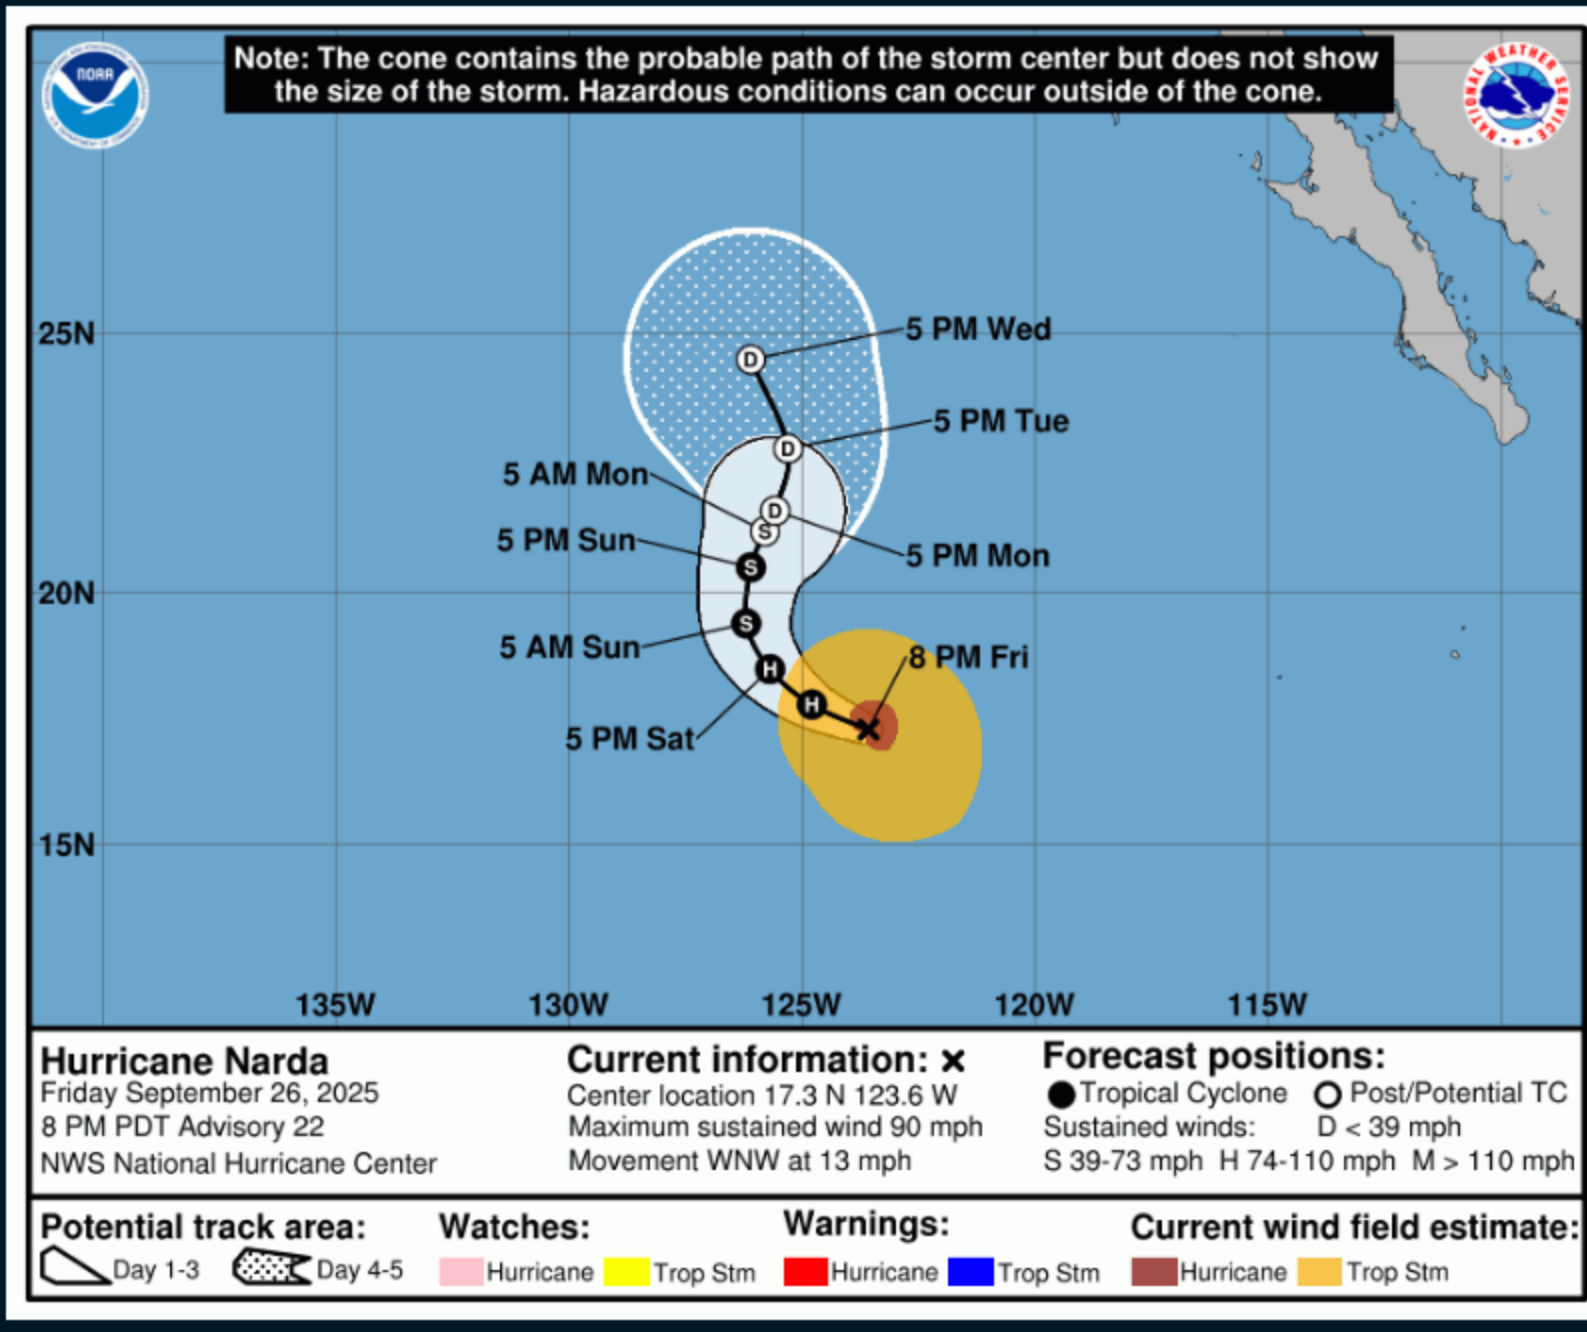 Note: The cone contains the probable path of the storm center but does not show
the size of the storm. Hazardous conditions can occur outside of the cone.
NOAA
NATIONAL WEATHER SERVICE
25N
20N
15N
135W 130W 125W 120W 115W
5 PM Wed
5 PM Tue
5 AM Mon
5 PM Sun
5 PM Mon
5 AM Sun
8 PM Fri
5 PM Sat
D
D
D
S
S
S
H
H
Hurricane Narda
Friday September 26, 2025
8 PM PDT Advisory 22
NWS National Hurricane Center
Current information: x
Center location 17.3 N 123.6 W
Maximum sustained wind 90 mph
Movement WNW at 13 mph
Forecast positions:
Tropical Cyclone Post/Potential TC
Sustained winds: D < 39 mph
S 39-73 mph H 74-110 mph M > 110 mph
Potential track area:
Day 1-3 Day 4-5
Watches:
Hurricane Trop Stm
Warnings:
Hurricane Trop Stm
Current wind field estimate:
Hurricane Trop Stm